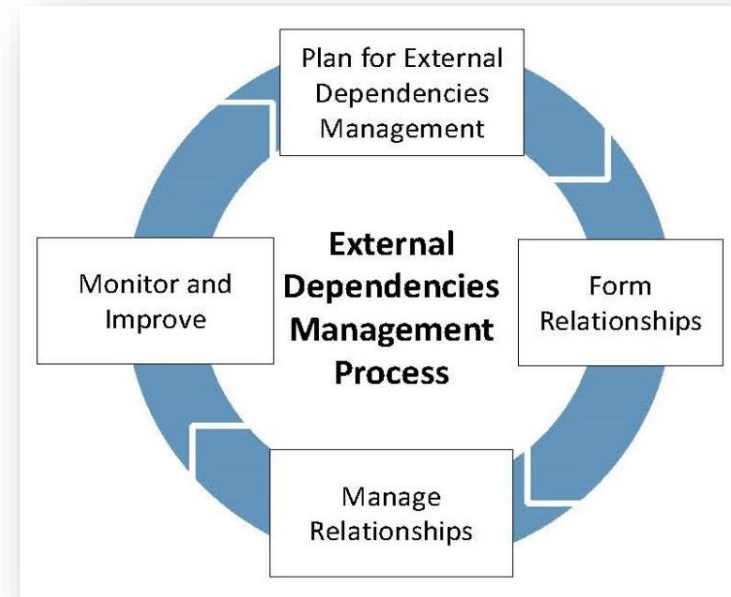 Plan for External
Dependencies
Management
Monitor and
Improve
External
Dependencies
Management
Process
Form
Relationships
Manage
Relationships